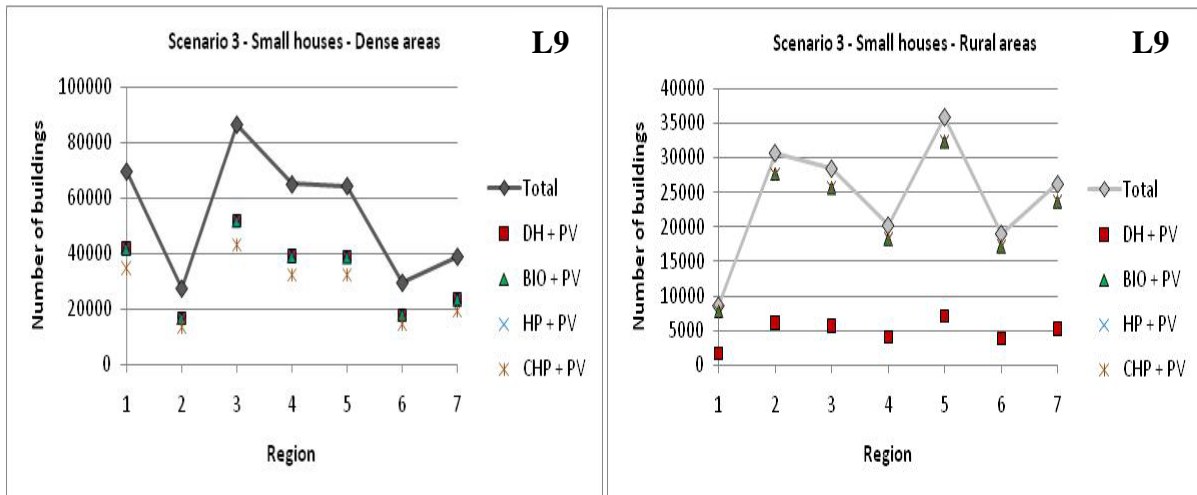 Scenario 3 - Small houses - Dense areas
L9
Number of buildings
100000
80000
60000
40000
20000
0
1 2 3 4 5 6 7
Region
Total
DH + PV
BIO + PV
HP + PV
CHP + PV
Scenario 3 - Small houses - Rural areas
L9
Number of buildings
40000
35000
30000
25000
20000
15000
10000
5000
0
1 2 3 4 5 6 7
Region
Total
DH + PV
BIO + PV
HP + PV
CHP + PV